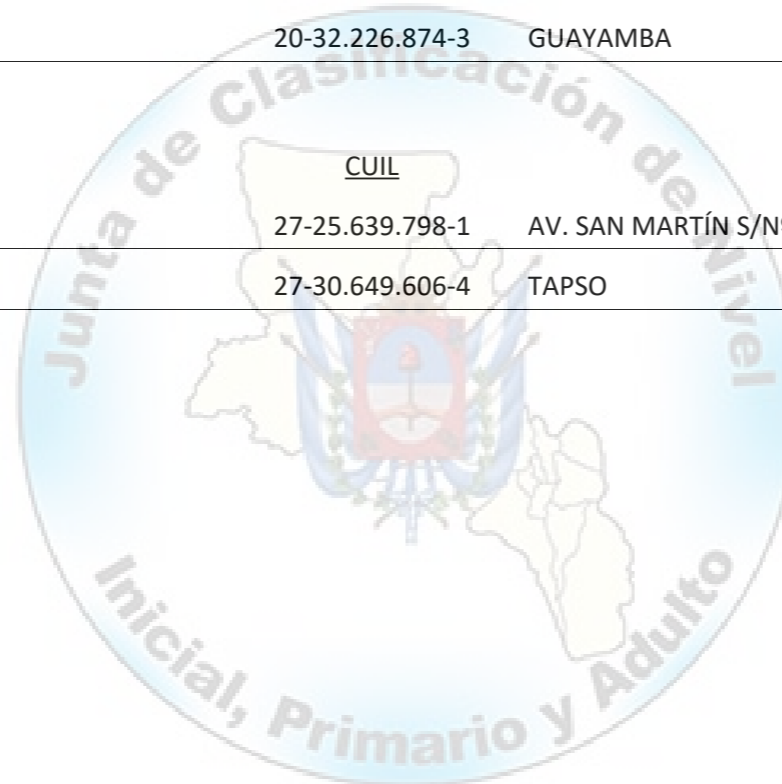 20-32.226.874-3 GUAYAMBA
CUIL
27-25.639.798-1 AV. SAN MARTÍN S/Nº
27-30.649.606-4 TAPSO
Junta de Clasificación de Nivel
Inicial, Primario y Adulto